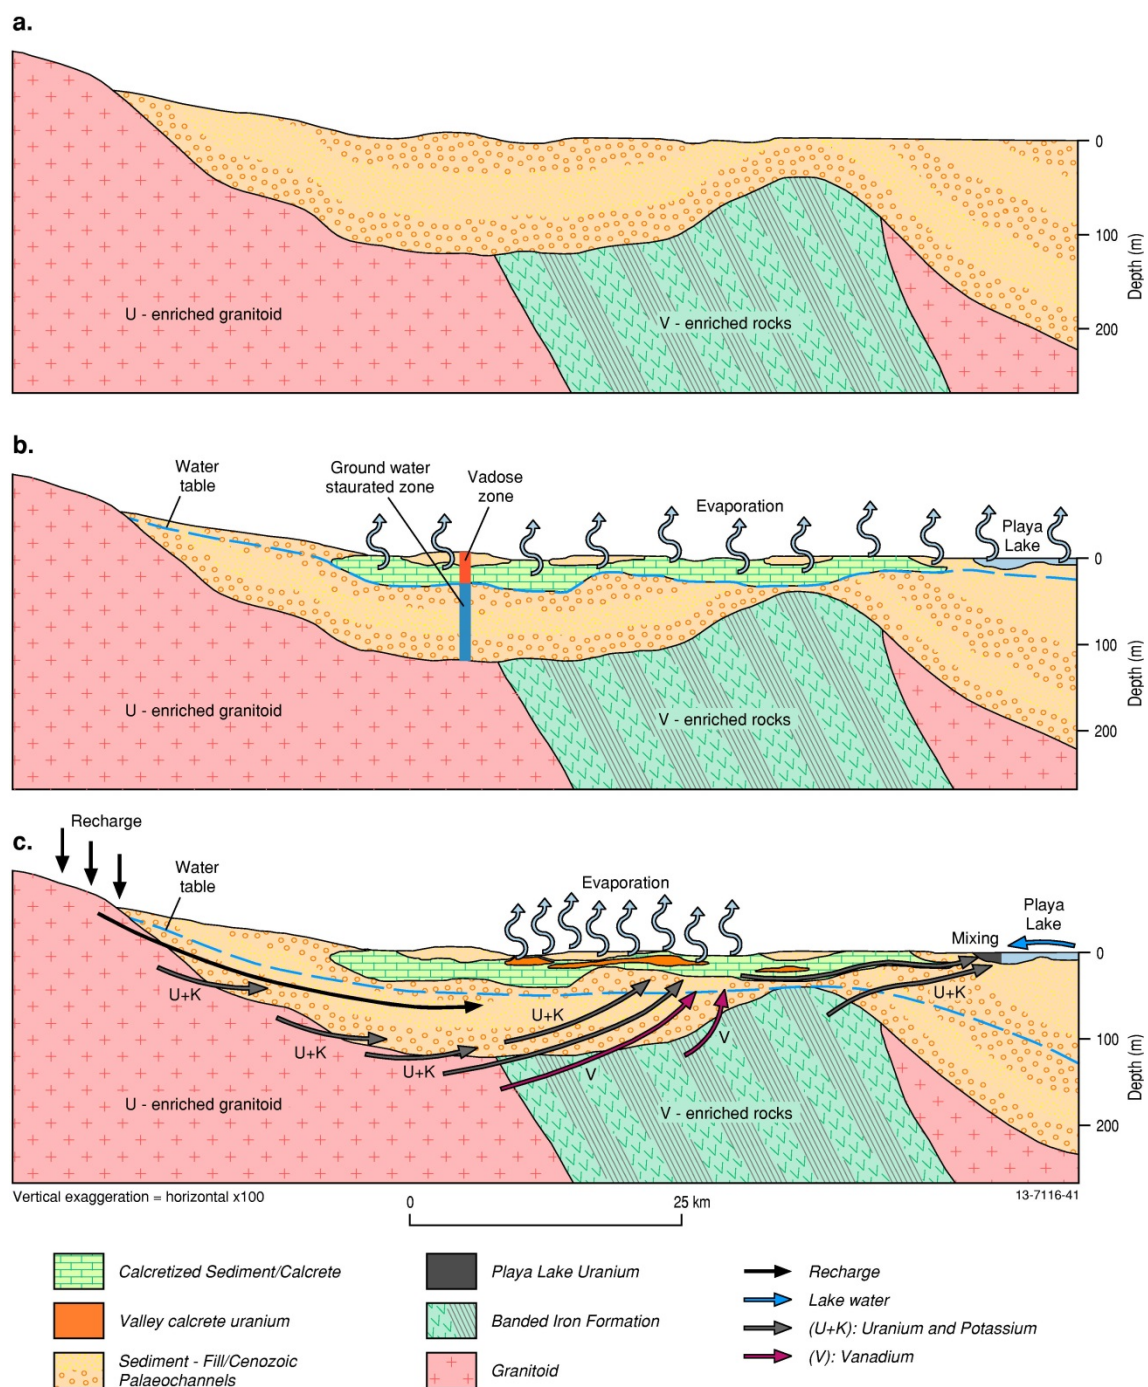 a.
0
100
200
Depth (m)
U - enriched granitoid
V - enriched rocks
b.
Water
table
Ground water
staurated zone
Vadose
zone
Evaporation
Playa
Lake
0
100
200
Depth (m)
U - enriched granitoid
V - enriched rocks
c.
Recharge
Water
table
Evaporation
Playa
Lake
Mixing
0
100
200
Depth (m)
U+K
U+K
U+K
U+K
U+K
V
V
U - enriched granitoid
V - enriched rocks
Vertical exaggeration = horizontal x100
13-7116-41
0
25 km
Calcretized Sediment/Calcrete
Valley calcrete uranium
Sediment - Fill/Cenozoic
Palaeochannels
Playa Lake Uranium
Banded Iron Formation
Granitoid
Recharge
Lake water
(U+K): Uranium and Potassium
(V): Vanadium